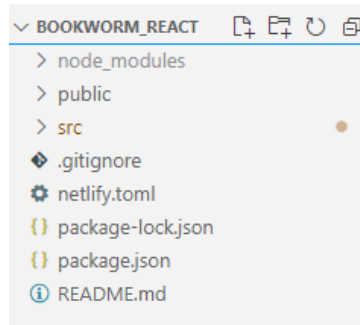 BOOKWORM_REACT
node_modules
public
src
.gitignore
netlify.toml
{} package-lock.json
{} package.json
README.md